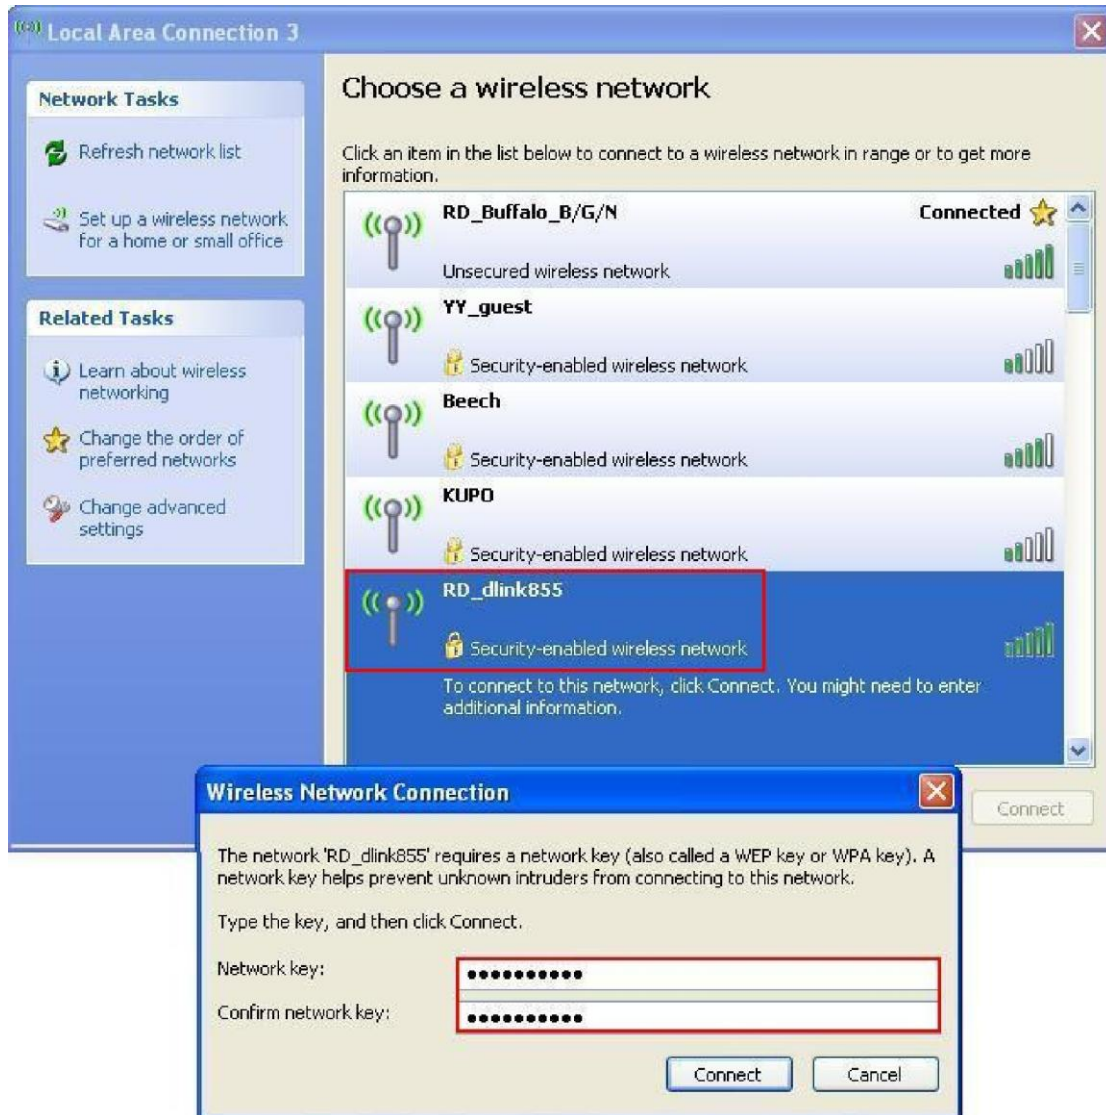 Local Area Connection 3
Network Tasks
Refresh network list
Set up a wireless network
for a home or small office
Related Tasks
Learn about wireless
networking
Change the order of
preferred networks
Change advanced
settings
Choose a wireless network
Click an item in the list below to connect to a wireless network in range or to get more
information.
RD_Buffalo_B/G/N
Connected
Unsecured wireless network
YY_guest
Security-enabled wireless network
Beech
Security-enabled wireless network
KUPO
Security-enabled wireless network
RD_dlink855
Security-enabled wireless network
To connect to this network, click Connect. You might need to enter
additional information.
Connect
Wireless Network Connection
The network 'RD_dlink855' requires a network key (also called a WEP key or WPA key). A
network key helps prevent unknown intruders from connecting to this network.
Type the key, and then click Connect.
Network key: ●●●●●●●●●●
Confirm network key: ●●●●●●●●●●
Connect
Cancel